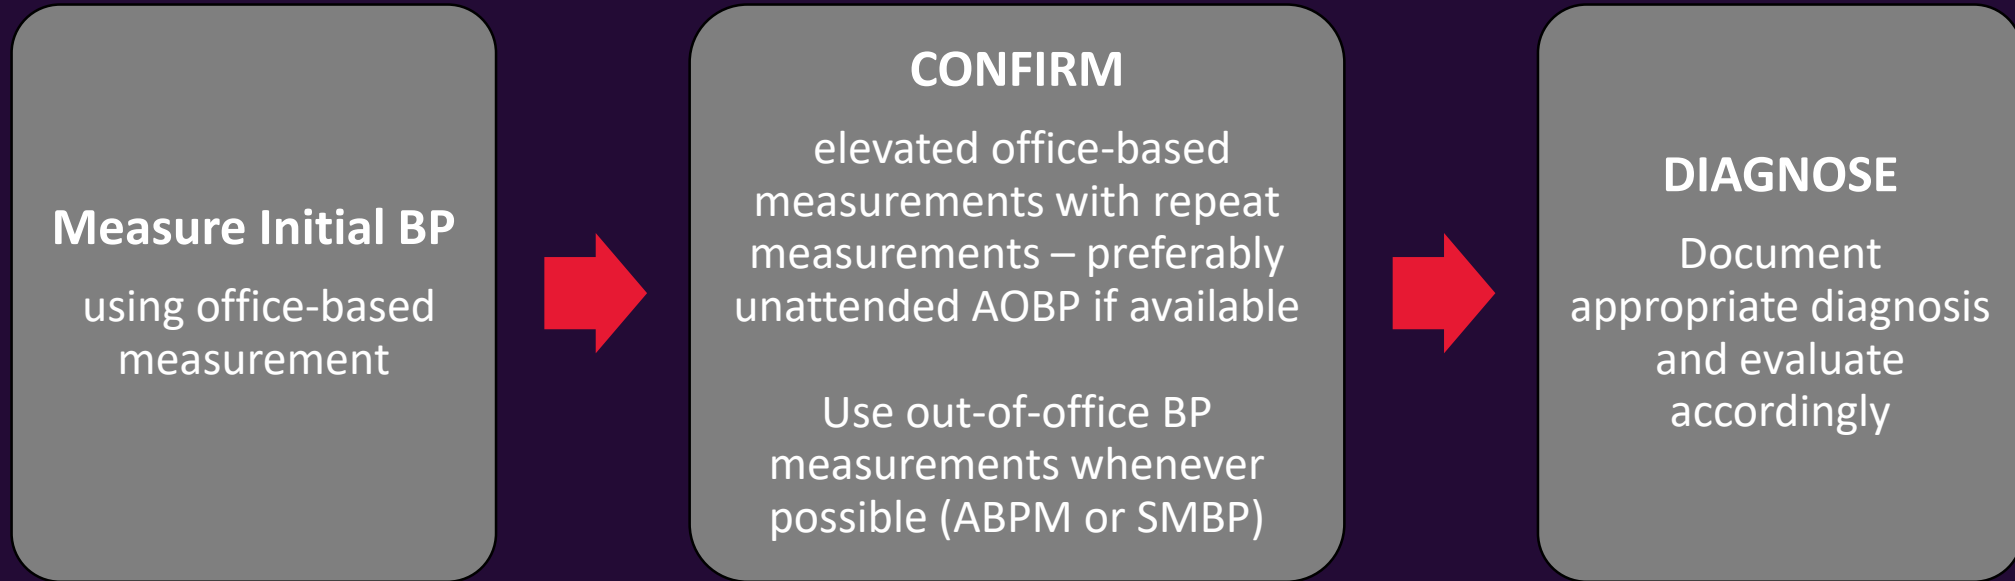 Measure Initial BP
using office-based
measurement
CONFIRM
elevated office-based
measurements with repeat
measurements – preferably
unattended AOBP if available
Use out-of-office BP
measurements whenever
possible (ABPM or SMBP)
DIAGNOSE
Document
appropriate diagnosis
and evaluate
accordingly